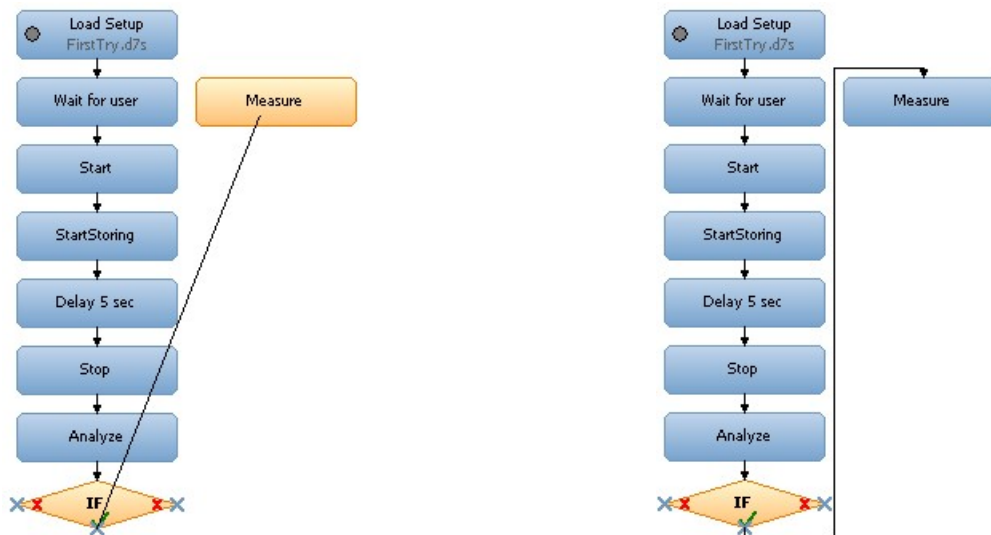 Load Setup
FirstTry.d7s
Wait for user
Measure
Start
StartStoring
Delay 5 sec
Stop
Analyze
IF
Load Setup
FirstTry.d7s
Wait for user
Measure
Start
StartStoring
Delay 5 sec
Stop
Analyze
IF